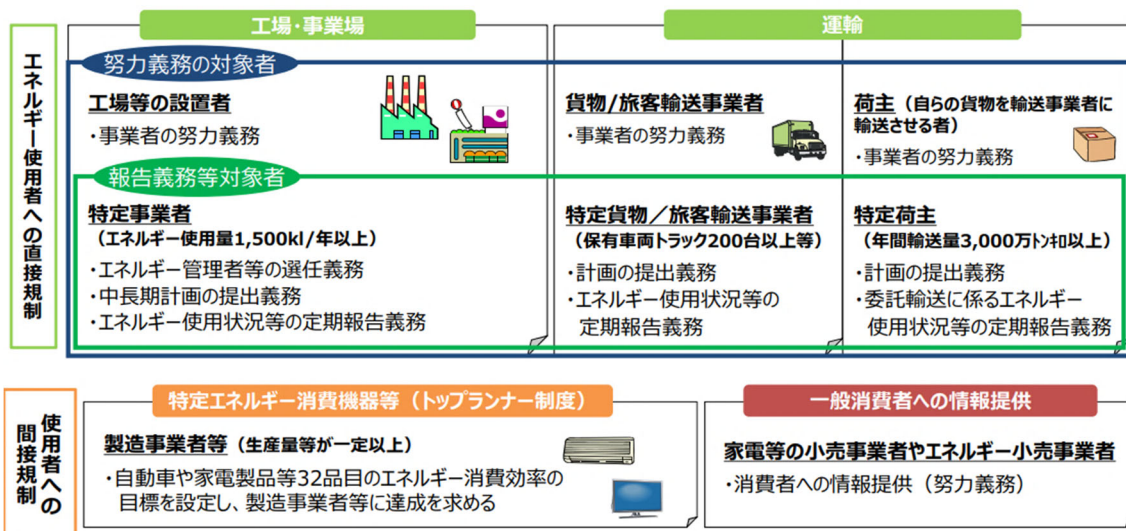 工場・事業場
運輸
エネルギー使用者への直接規制
努力義務の対象者
工場等の設置者
・事業者の努力義務
貨物/旅客輸送事業者
・事業者の努力義務
荷主（自らの貨物を輸送事業者に
輸送させる者）
・事業者の努力義務
報告義務等対象者
特定事業者
（エネルギー使用量1,500kl/年以上）
・エネルギー管理者等の選任義務
・中長期計画の提出義務
・エネルギー使用状況等の定期報告義務
特定貨物／旅客輸送事業者
（保有車両トラック200台以上等）
・計画の提出義務
・エネルギー使用状況等の
定期報告義務
特定荷主
（年間輸送量3,000万トンキロ以上）
・計画の提出義務
・委託輸送に係るエネルギー
使用状況等の定期報告義務
使用者への
間接規制
特定エネルギー消費機器等（トップランナー制度）
製造事業者等（生産量等が一定以上）
・自動車や家電製品等32品目のエネルギー消費効率の
目標を設定し、製造事業者等に達成を求める
一般消費者への情報提供
家電等の小売事業者やエネルギー小売事業者
・消費者への情報提供（努力義務）